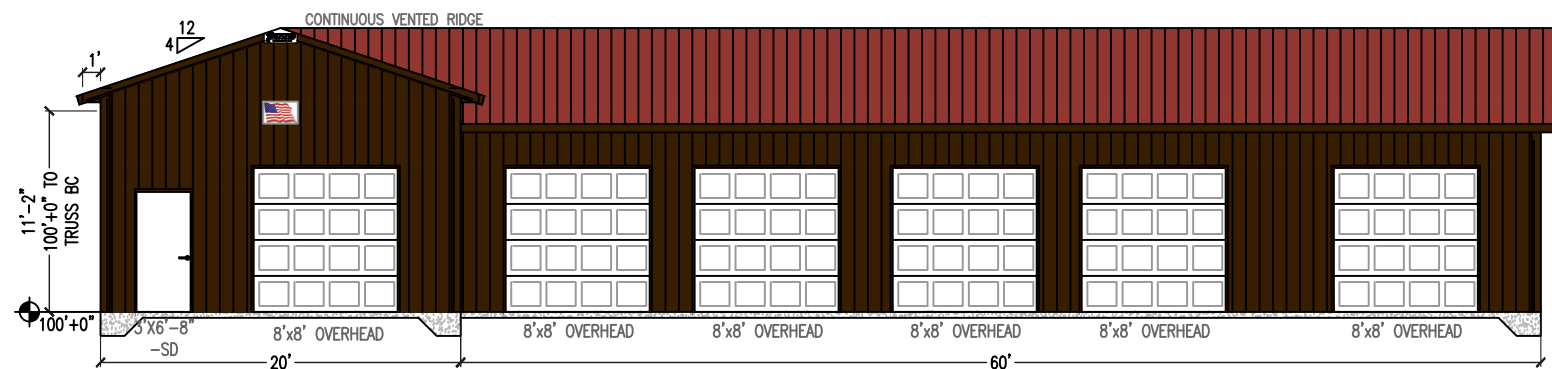 CONTINUOUS VENTED RIDGE
12
4
1'
11'-2"
100'+0" TO
TRUSS BC
100'+0"
3'X6'-8"
-SD
8'x8' OVERHEAD
8'x8' OVERHEAD
8'x8' OVERHEAD
8'x8' OVERHEAD
8'x8' OVERHEAD
8'x8' OVERHEAD
20'
60'